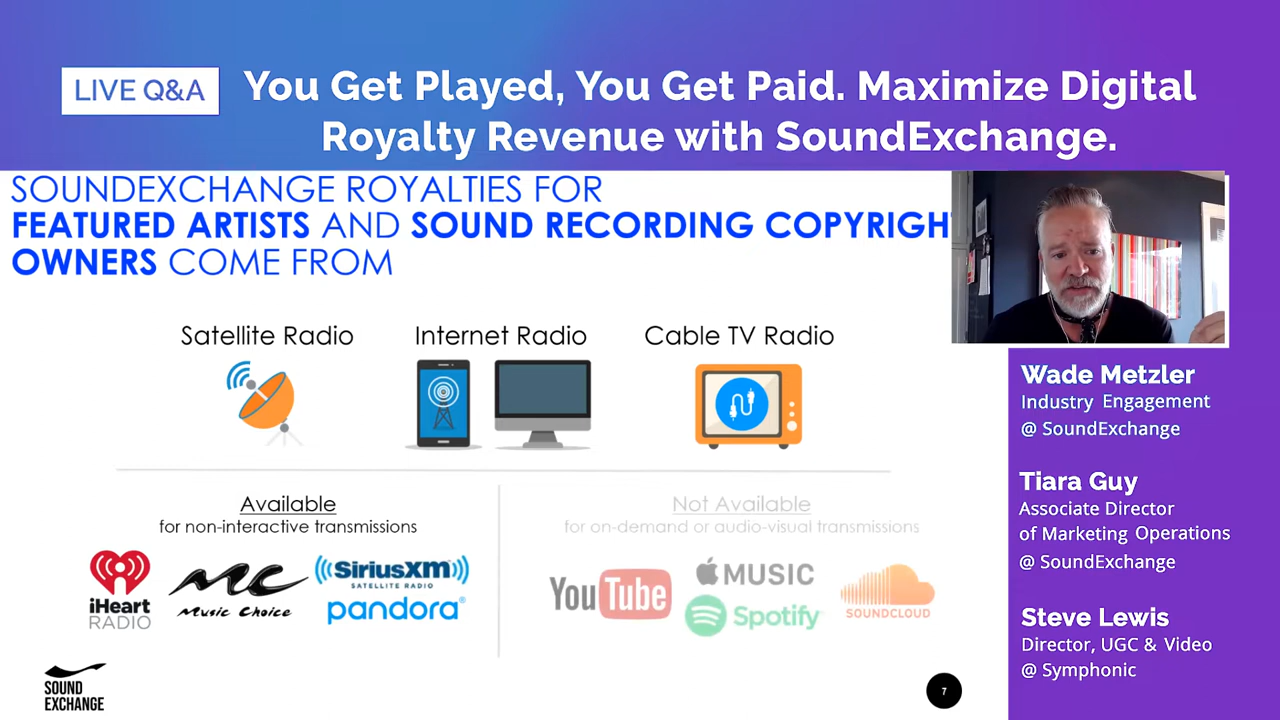 LIVE Q&A
You Get Played, You Get Paid. Maximize Digital
Royalty Revenue with SoundExchange.
SOUNDEXCHANGE ROYALTIES FOR
FEATURED ARTISTS AND SOUND RECORDING COPYRIGH
OWNERS COME FROM
Satellite Radio
Internet Radio
Cable TV Radio
Available
for non-interactive transmissions
iHeart
RADIO
MC
Music Choice
SiriusXM
SATELLITE RADIO
pandora
Not Available
for on-demand or audio-visual transmissions
YouTube
MUSIC
Spotify
SOUNDCLOUD
SOUND
EXCHANGE
7
Wade Metzler
Industry Engagement
@ SoundExchange
Tiara Guy
Associate Director
of Marketing Operations
@ SoundExchange
Steve Lewis
Director, UGC & Video
@ Symphonic